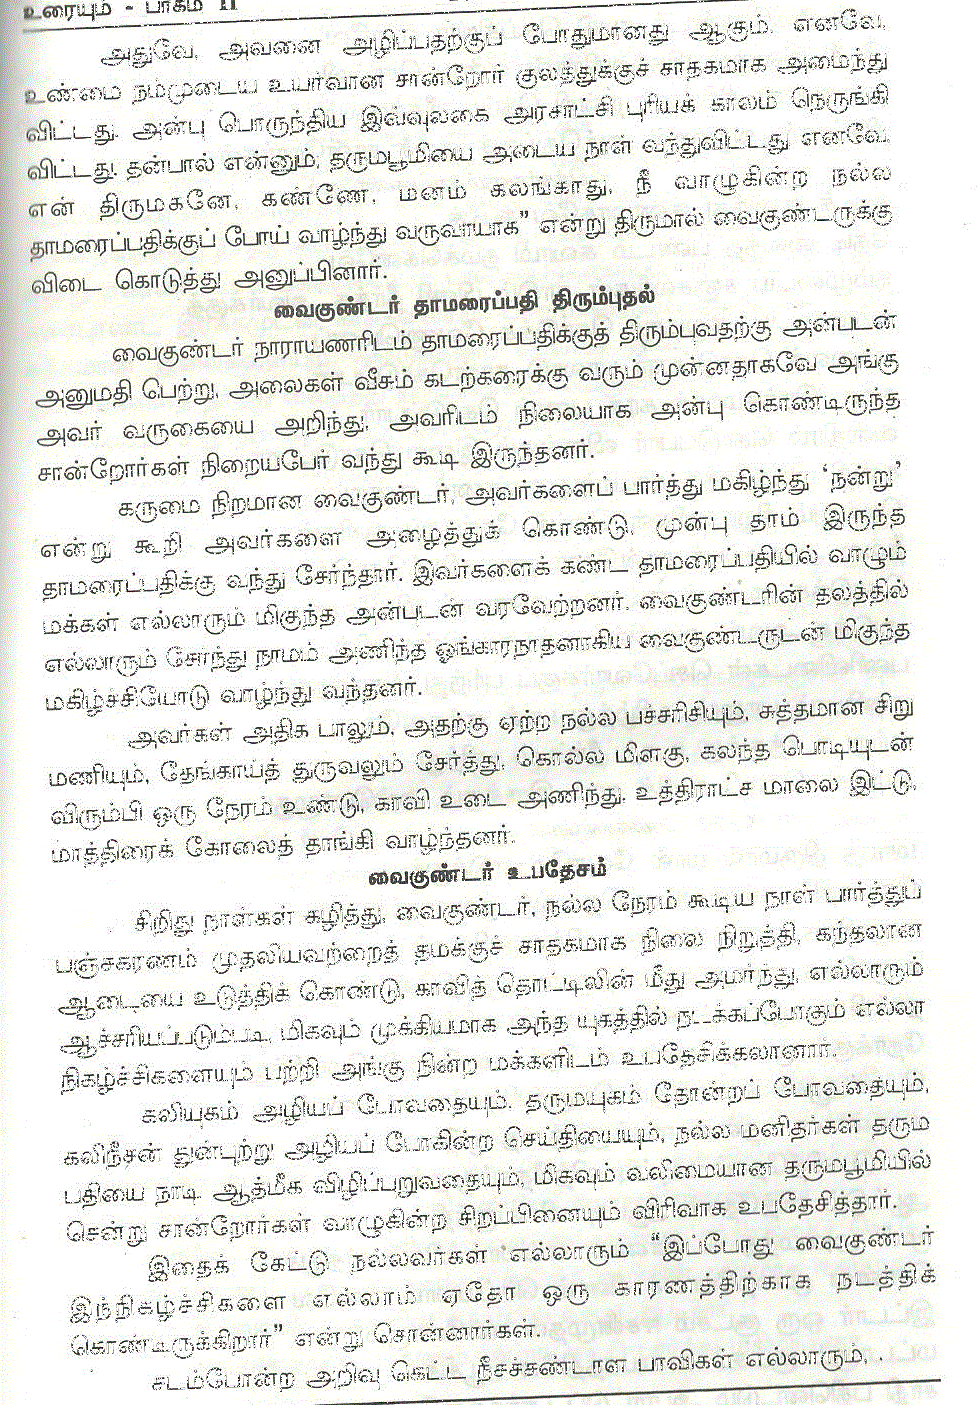 உரையும் - பாகம் II
அதுவே, அவனை அழிப்பதற்குப் போதுமானது ஆகும். எனவே,
உண்மை நம்முடைய உயர்வான சான்றோர் குலத்துக்குச் சாதகமாக அமைந்து
விட்டது. அன்பு பொருந்திய இவ்வுலகை அரசாட்சி புரியக் காலம் நெருங்கி
விட்டது. தன்பால் என்னும், தருமபூமியை அடைய நாள் வந்துவிட்டது எனவே,
என் திருமகனே, கண்ணே, மனம் கலங்காது, நீ வாழுகின்ற நல்ல
தாமரைப்பதிக்குப் போய் வாழ்ந்து வருவாயாக” என்று திருமால் வைகுண்டருக்கு
விடை கொடுத்து அனுப்பினார்.
வைகுண்டர் தாமரைப்பதி திரும்புதல்
வைகுண்டர் நாராயணரிடம் தாமரைப்பதிக்குத் திரும்புவதற்கு அன்புடன்
அனுமதி பெற்று, அலைகள் வீசும் கடற்கரைக்கு வரும் முன்னதாகவே அங்கு
அவர் வருகையை அறிந்து, அவரிடம் நிலையாக அன்பு கொண்டிருந்த
சான்றோர்கள் நிறையபேர் வந்து கூடி இருந்தனர்.
கருமை நிறமான வைகுண்டர், அவர்களைப் பார்த்து மகிழ்ந்து ‘நன்று’
என்று கூறி அவர்களை அழைத்துக் கொண்டு, முன்பு தாம் இருந்த
தாமரைப்பதிக்கு வந்து சேர்ந்தார். இவர்களைக் கண்ட தாமரைப்பதியில் வாழும்
மக்கள் எல்லாரும் மிகுந்த அன்புடன் வரவேற்றனர். வைகுண்டரின் தலத்தில்
எல்லாரும் சேர்ந்து நாமம் அணிந்த ஓங்காரநாதனாகிய வைகுண்டருடன் மிகுந்த
மகிழ்ச்சியோடு வாழ்ந்து வந்தனர்.
அவர்கள் அதிக பாலும், அதற்கு ஏற்ற நல்ல பச்சரிசியும், சுத்தமான சிறு
மணியும், தேங்காய்த் துருவலும் சேர்த்து, கொல்ல மிளகு, கலந்த பொடியுடன்
விரும்பி ஒரு நேரம் உண்டு, காவி உடை அணிந்து. உத்திராட்ச மாலை இட்டு,
மாத்திரைக் கோலைத் தாங்கி வாழ்ந்தனர்.
வைகுண்டர் உபதேசம்
சிறிது நாள்கள் கழித்து, வைகுண்டர், நல்ல நேரம் கூடிய நாள் பார்த்துப்
பஞ்சகரணம் முதலியவற்றைத் தமக்குச் சாதகமாக நிலை நிறுத்தி, கந்தலான
ஆடையை உடுத்திக் கொண்டு, காவித் தொட்டிலின் மீது அமர்ந்து, எல்லாரும்
ஆச்சரியப்படும்படி, மிகவும் முக்கியமாக அந்த யுகத்தில் நடக்கப்போகும் எல்லா
நிகழ்ச்சிகளையும் பற்றி அங்கு நின்ற மக்களிடம் உபதேசிக்கலானார்.
கலியுகம் அழியப் போவதையும். தருமயுகம் தோன்றப் போவதையும்,
கலிநீசன் துன்புற்று அழியப் போகின்ற செய்தியையும், நல்ல மனிதர்கள் தரும
பதியை நாடி ஆத்மீக விழிப்புறுவதையும், மிகவும் வலிமையான தருமபூமியில்
சென்று சான்றோர்கள் வாழுகின்ற சிறப்பினையும் விரிவாக உபதேசித்தார்.
இதைக் கேட்டு நல்லவர்கள் எல்லாரும் “இப்போது வைகுண்டர்
இந்நிகழ்ச்சிகளை எல்லாம் ஏதோ ஒரு காரணத்திற்காக நடத்திக்
கொண்டிருக்கிறார்” என்று சொன்னார்கள்.
சடம்போன்ற அறிவு கெட்ட நீசச்சண்டாள பாவிகள் எல்லாரும்,